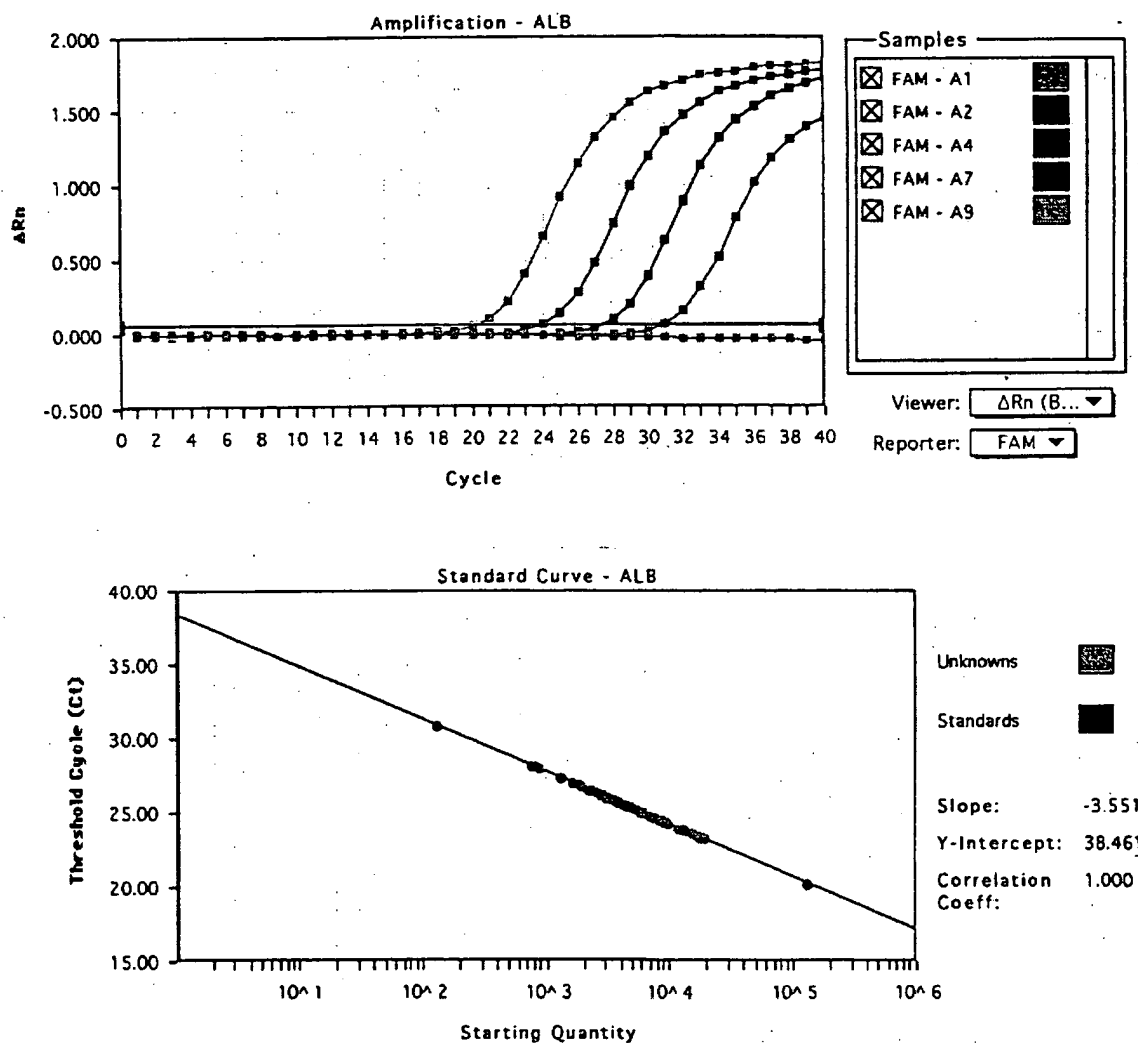 Amplification - ALB
2.000
1.500
1.000
0.500
0.000
-0.500
ΔRn
0 2 4 6 8 10 12 14 16 18 20 22 24 26 28 30 32 34 36 38 40
Cycle
Samples
FAM - A1
FAM - A2
FAM - A4
FAM - A7
FAM - A9
Viewer: ΔRn (B... ▼
Reporter: FAM ▼
Standard Curve - ALB
40.00
35.00
30.00
25.00
20.00
15.00
Threshold Cycle (Ct)
10^1 10^2 10^3 10^4 10^5 10^6
Starting Quantity
Unknowns
Standards
Slope: -3.551
Y-Intercept: 38.461
Correlation 1.000
Coeff: